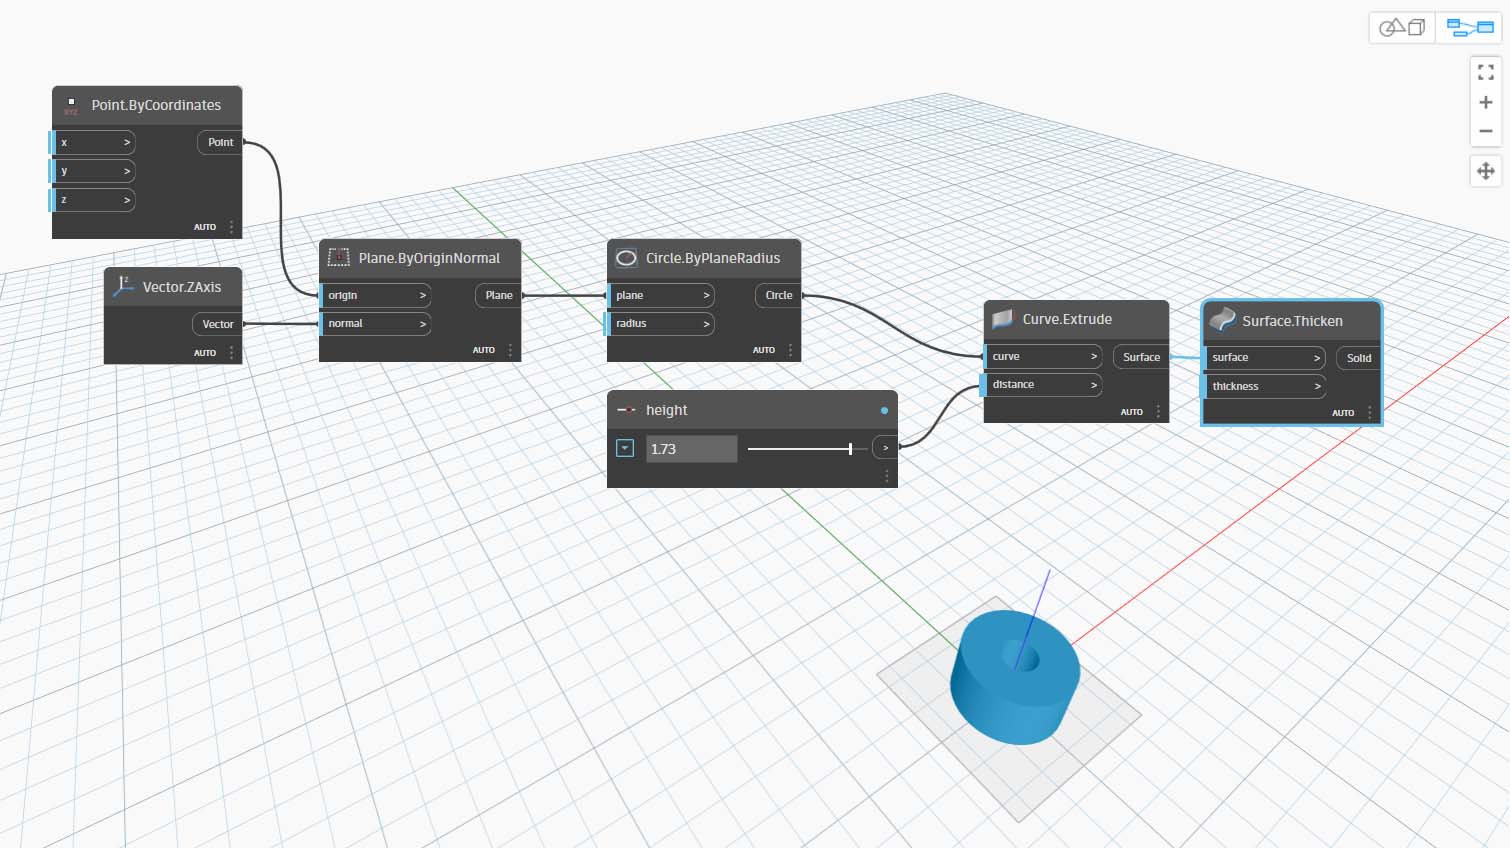 Point.ByCoordinates
XYZ
x >
Point
y >
z >
AUTO
Vector.ZAxis
z
Vector
AUTO
Plane.ByOriginNormal
origin >
Plane
normal >
AUTO
Circle.ByPlaneRadius
plane >
Circle
radius >
AUTO
height
1.73
>
Curve.Extrude
curve >
Surface
distance >
AUTO
Surface.Thicken
surface >
Solid
thickness >
AUTO